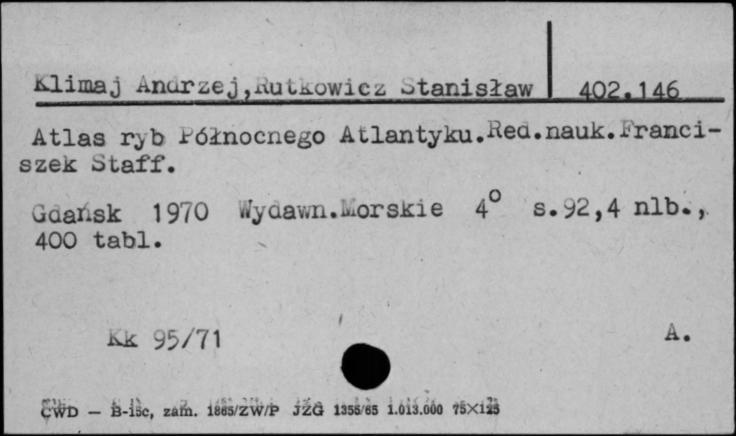 Klimaj Andrzej,Rutkowicz Stanisław 402.146
Atlas ryb Północnego Atlantyku.Red.nauk.Franci-
szek Staff.
Gdańsk 1970 Wydawn.Morskie 4° s.92,4 nlb.,
400 tabl.
Kk 95/71 A.
CWD — B-15c, zam. 1865/ZW/P JZG 1355/65 1.013.000 75×125